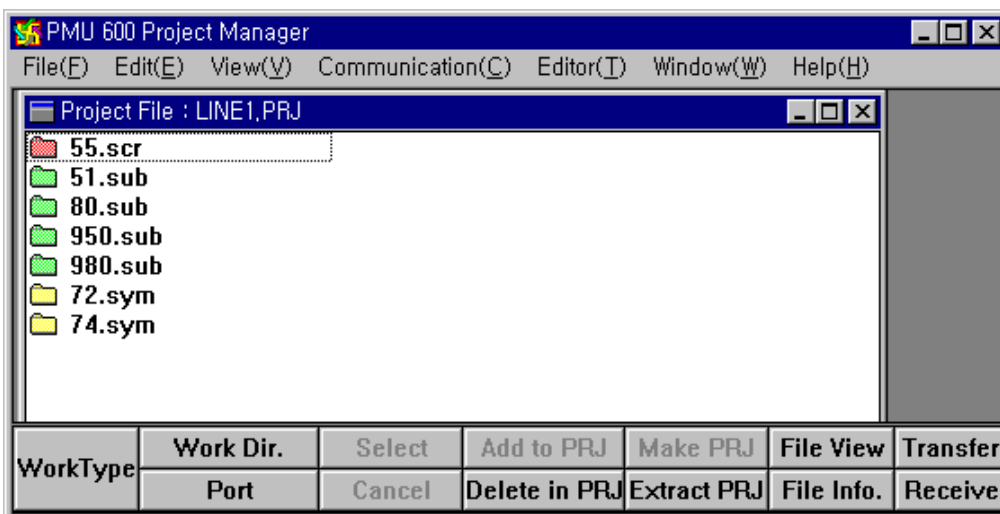 PMU 600 Project Manager
File(F) Edit(E) View(V) Communication(C) Editor(T) Window(W) Help(H)
Project File : LINE1,PRJ
55.scr
51.sub
80.sub
950.sub
980.sub
72.sym
74.sym
WorkType Work Dir. Select Add to PRJ Make PRJ File View Transfer
Port Cancel Delete in PRJ Extract PRJ File Info. Receive